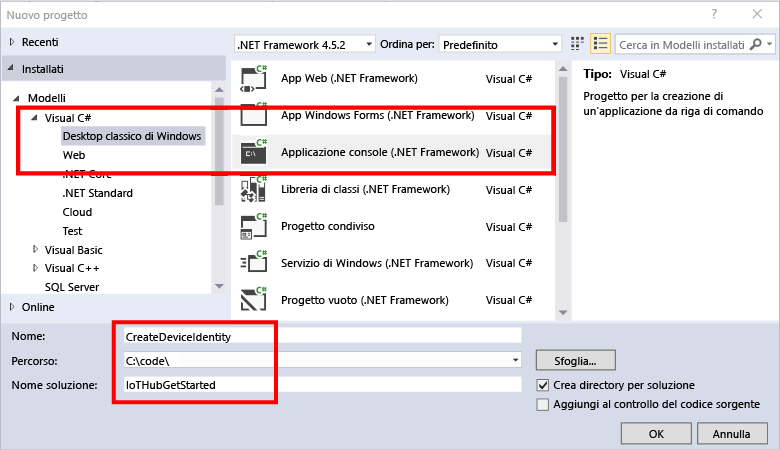 Nuovo progetto
Recenti
.NET Framework 4.5.2
Ordina per:
Predefinito
Cerca in Modelli installati
Installati
Modelli
Visual C#
Desktop classico di Windows
Web
.NET Core
.NET Standard
Cloud
Test
Visual Basic
Visual C++
SQL Server
Online
C# App Web (.NET Framework) Visual C#
C# App Windows Forms (.NET Framework) Visual C#
C# C:\ Applicazione console (.NET Framework) Visual C#
C# Libreria di classi (.NET Framework) Visual C#
C# Progetto condiviso Visual C#
C# Servizio di Windows (.NET Framework) Visual C#
C# Progetto vuoto (.NET Framework) Visual C#
Tipo: Visual C#
Progetto per la creazione di
un'applicazione da riga di comando
Nome: CreateDeviceIdentity
Percorso: C:\code\
Sfoglia...
Nome soluzione: IoTHubGetStarted
Crea directory per soluzione
Aggiungi al controllo del codice sorgente
OK
Annulla